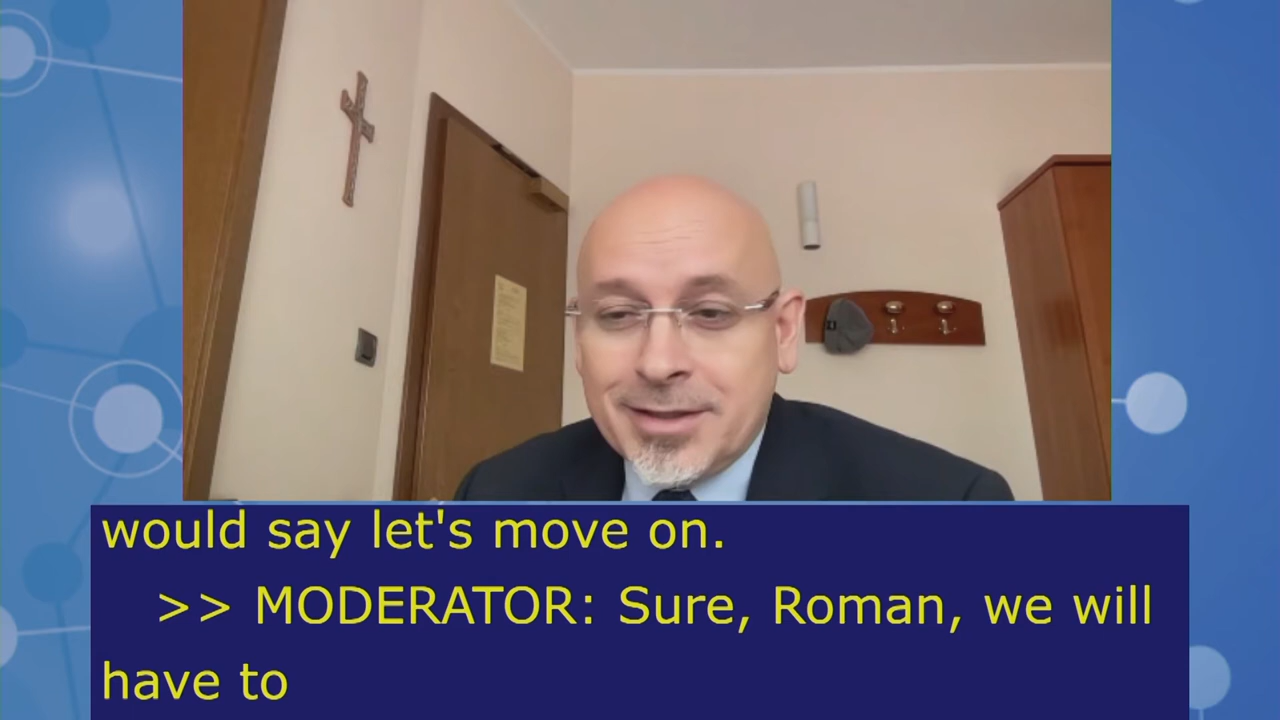 would say let's move on.
>> MODERATOR: Sure, Roman, we will
have to